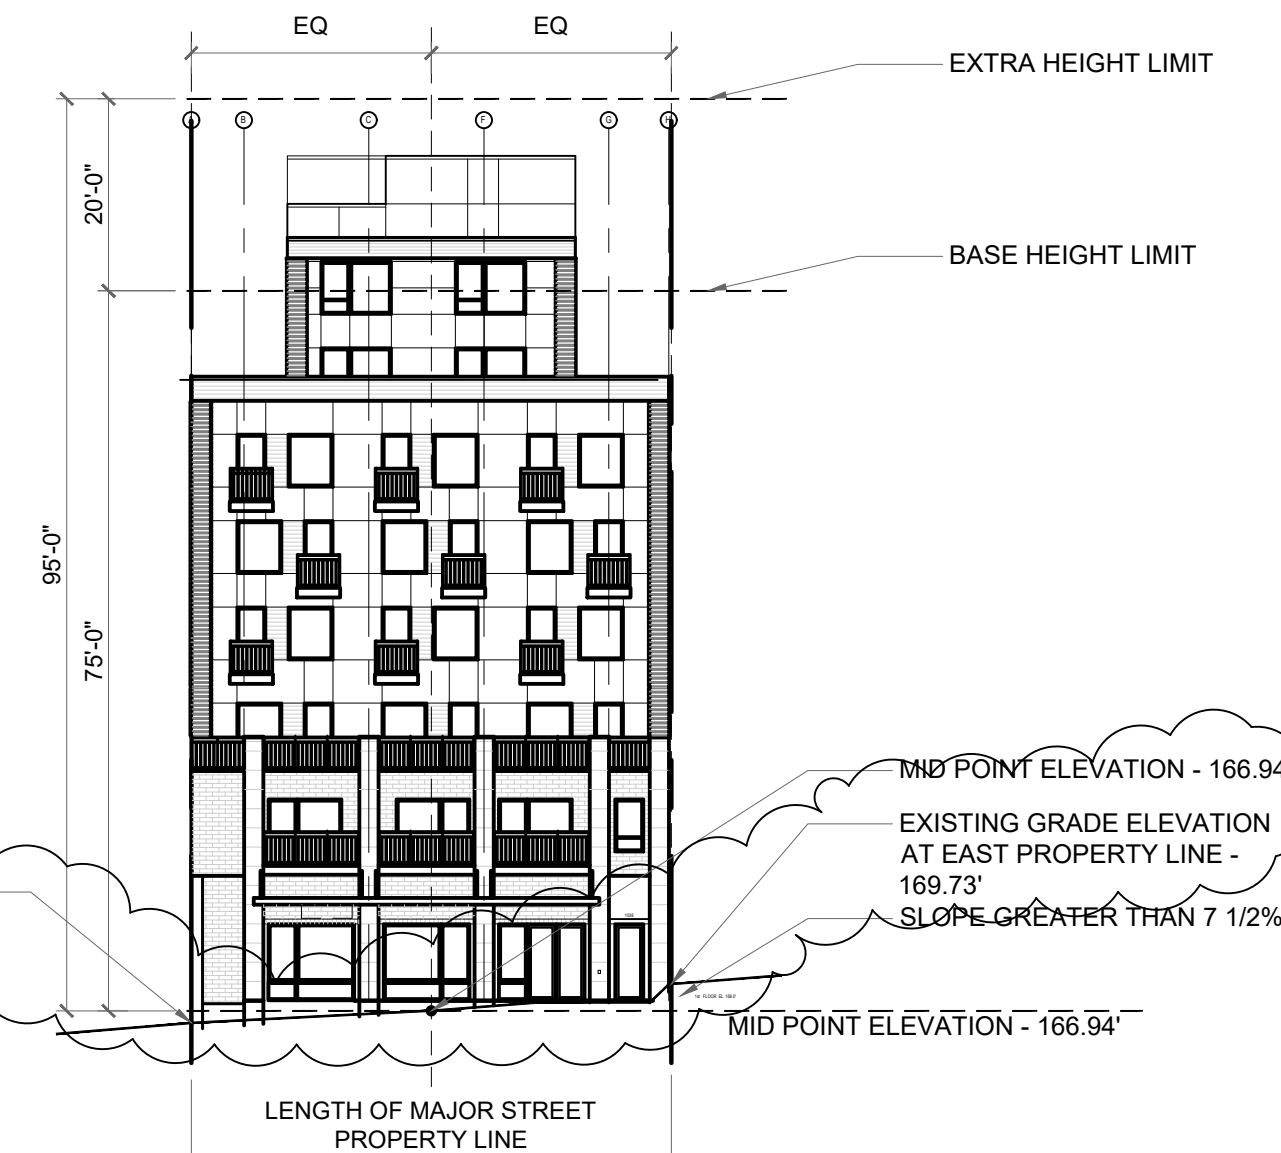 EQ
EQ
EXTRA HEIGHT LIMIT
B
C
F
G
H
20'-0"
BASE HEIGHT LIMIT
95'-0"
75'-0"
MID POINT ELEVATION - 166.94
EXISTING GRADE ELEVATION
AT EAST PROPERTY LINE -
169.73'
SLOPE GREATER THAN 7 1/2%
MID POINT ELEVATION - 166.94'
LENGTH OF MAJOR STREET
PROPERTY LINE